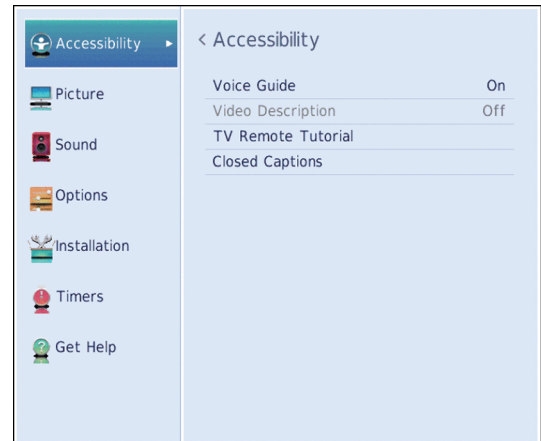 Accessibility
Picture
Sound
Options
Installation
Timers
Get Help
< Accessibility
Voice Guide On
Video Description Off
TV Remote Tutorial
Closed Captions